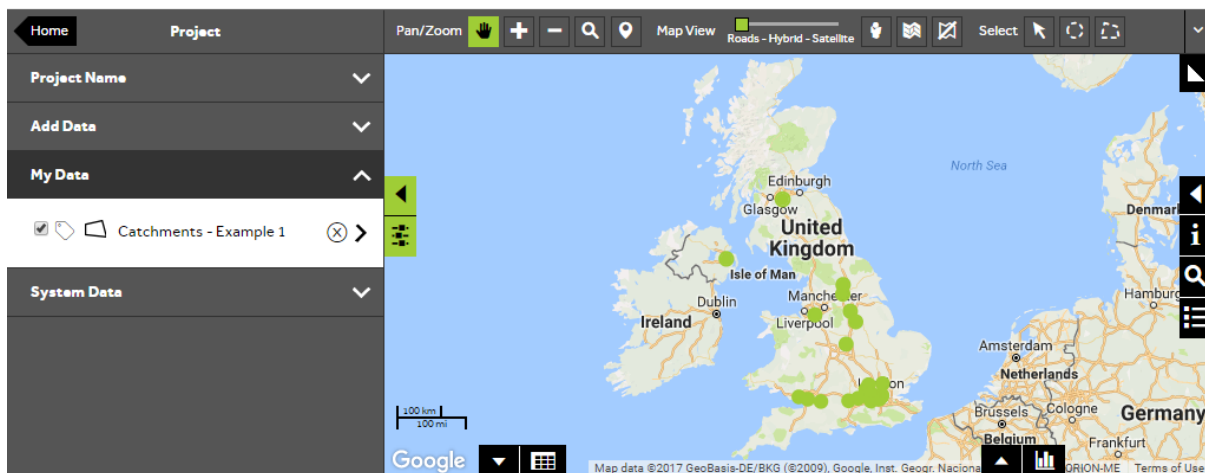 Home
Project
Pan/Zoom
Map View
Roads - Hybrid - Satellite
Select
Project Name
Add Data
My Data
Catchments - Example 1
System Data
North Sea
Edinburgh
Glasgow
United
Kingdom
Denmark
Isle of Man
Dublin
Manchester
Hamburg
Ireland
Liverpool
Amsterdam
Netherlands
London
100 km
100 mi
Brussels
Cologne
Germany
Belgium
Frankfurt
Google
Map data ©2017 GeoBasis-DE/BKG (©2009), Google, Inst. Geogr. Naciona
ORION-ME
Terms of Use